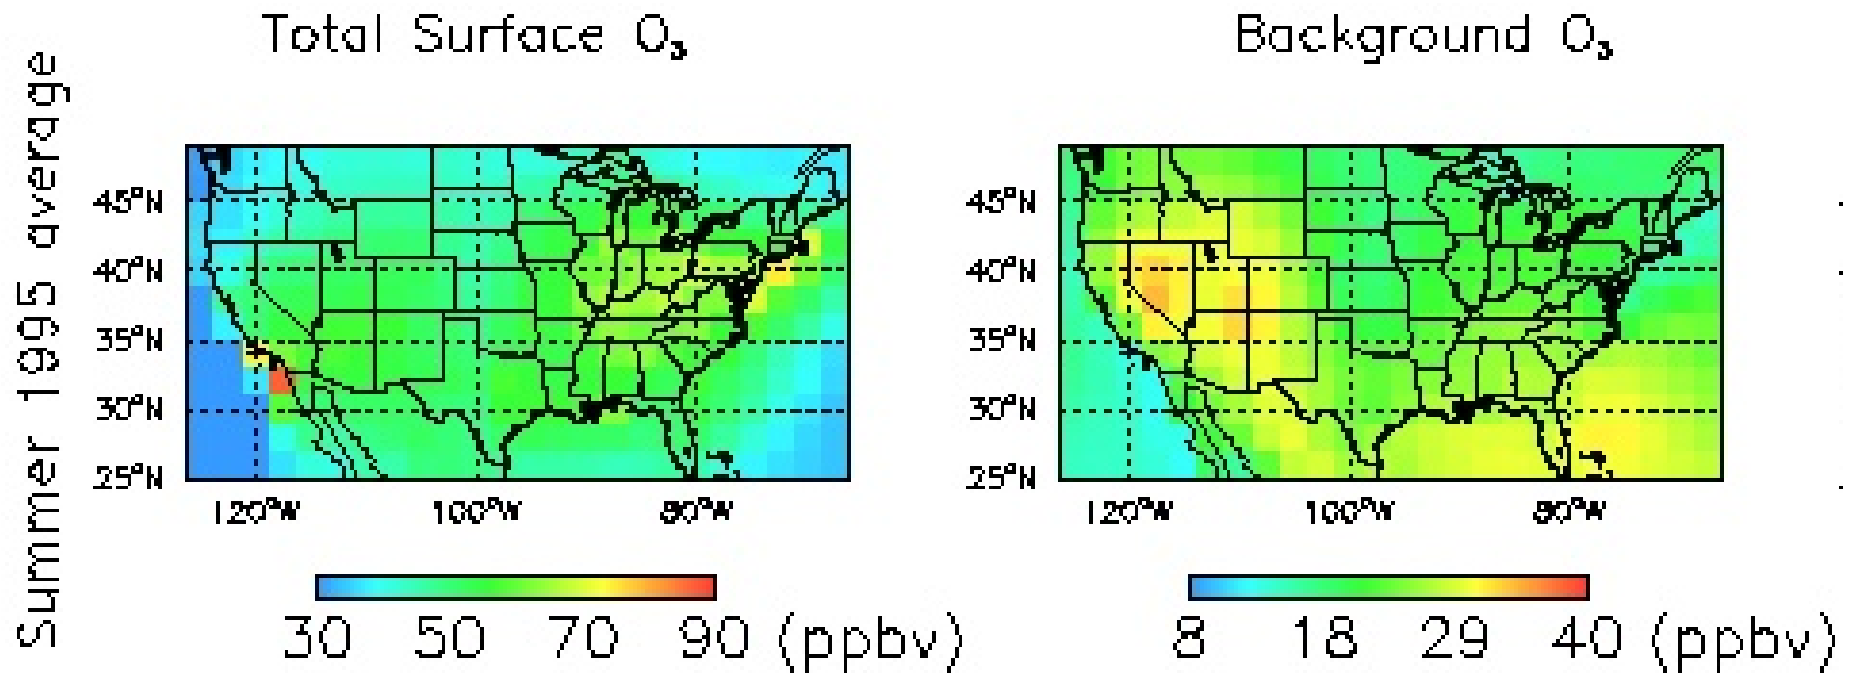 Total Surface O₃
Background O₃
Summer 1995 average
45°N
40°N
35°N
30°N
25°N
120°W 100°W 80°W
45°N
40°N
35°N
30°N
25°N
120°W 100°W 80°W
30 50 70 90 (ppbv)
8 18 29 40 (ppbv)